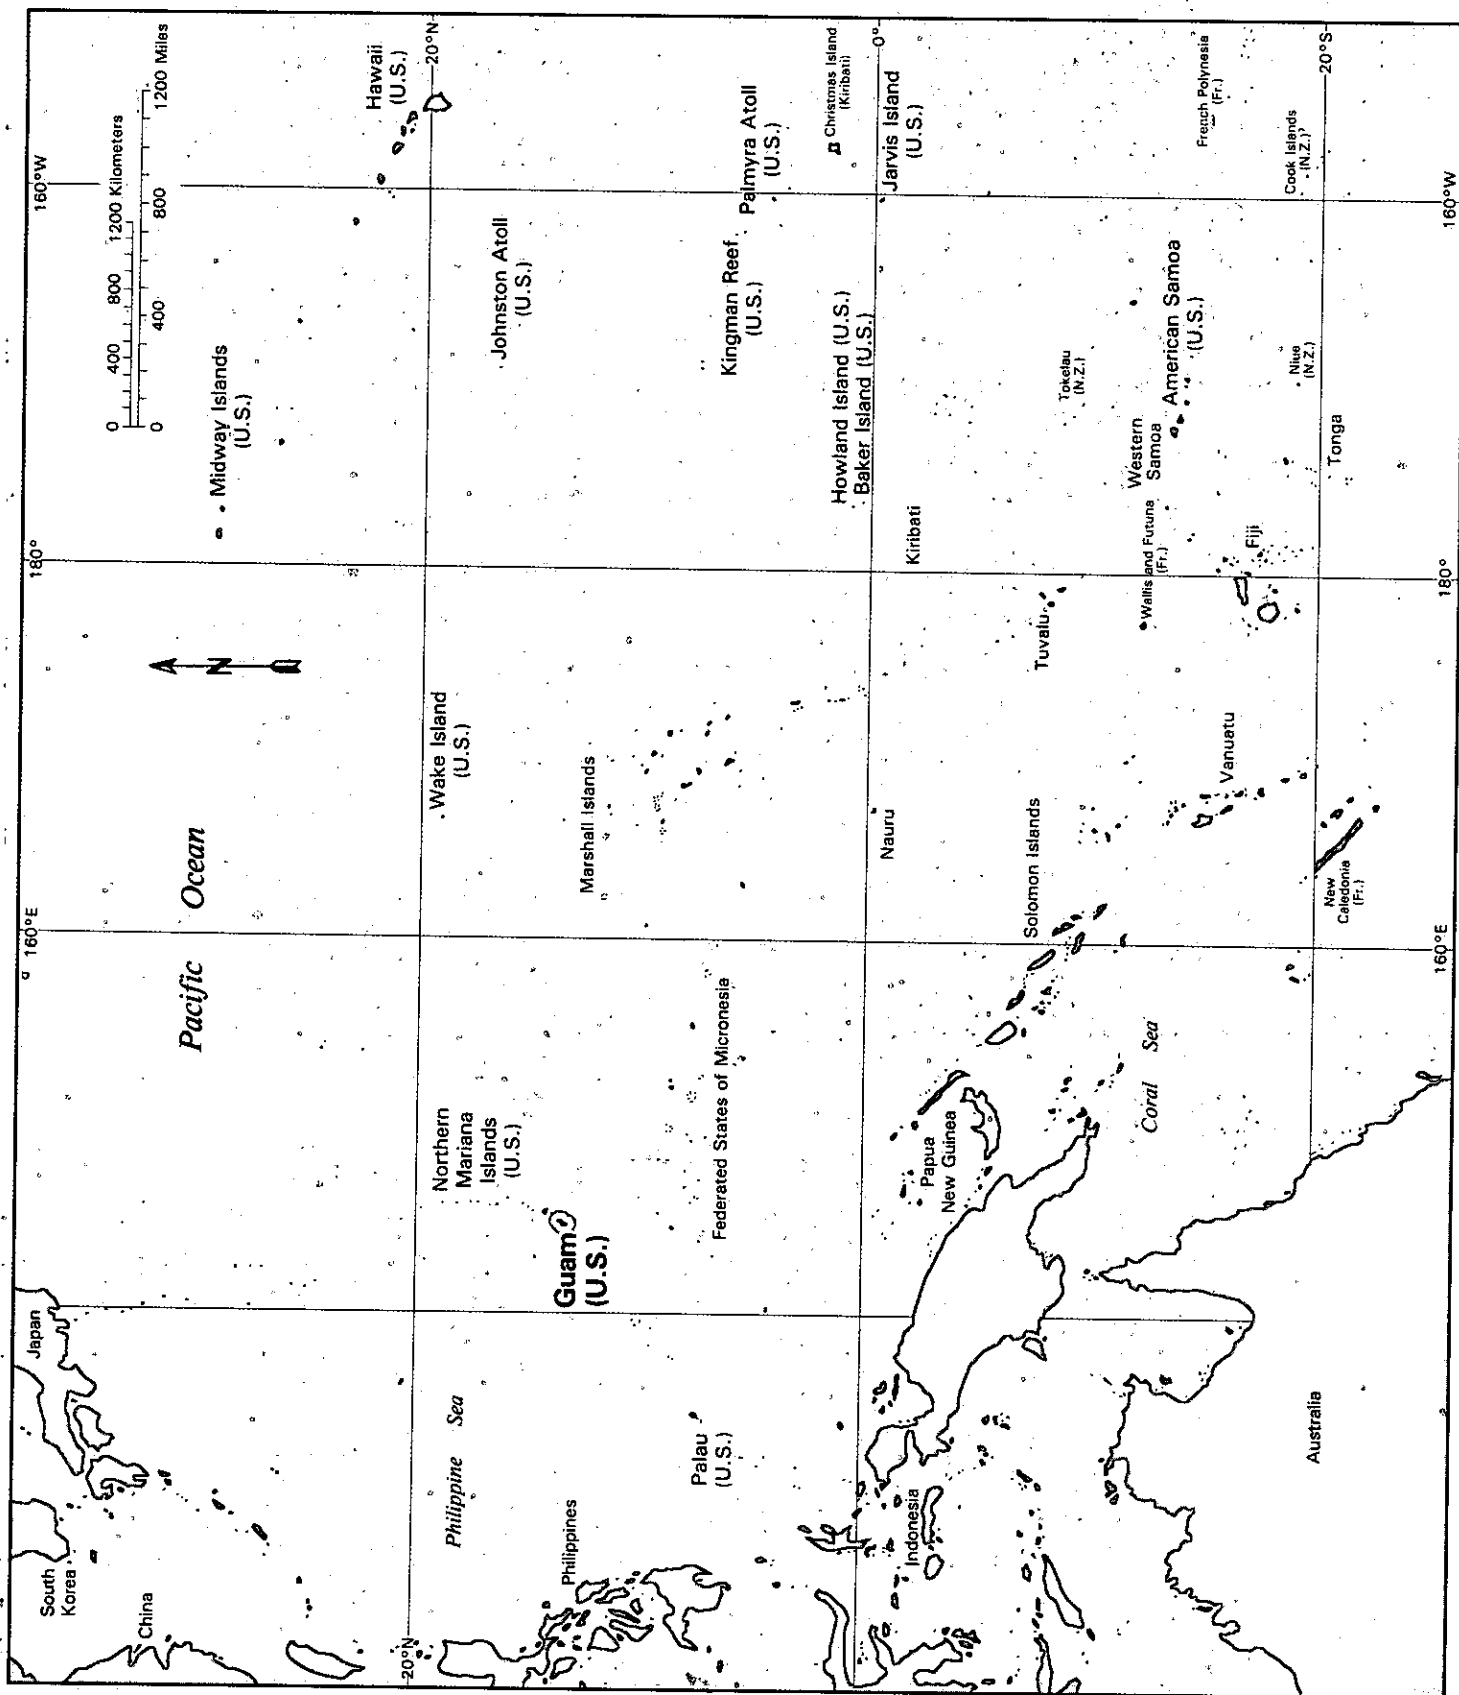 160°E
180°
160°W
Pacific Ocean
N
0 400 800 1200 Kilometers
0 400 800 1200 Miles
Midway Islands
(U.S.)
Hawaii
(U.S.)
20°N
20°N
Japan
South
Korea
China
Philippine Sea
Philippines
Northern
Mariana
Islands
(U.S.)
Guam
(U.S.)
Wake Island
(U.S.)
Johnston Atoll
(U.S.)
Marshall Islands
Federated States of Micronesia
Palau
(U.S.)
Kingman Reef
(U.S.)
Palmyra Atoll
(U.S.)
Christmas Island
(Kiribati)
Howland Island (U.S.)
Baker Island (U.S.)
0°
Jarvis Island
(U.S.)
Kiribati
Nauru
Indonesia
Papua
New Guinea
Solomon Islands
Tuvalu
Tokelau
(N.Z.)
Wallis and Futuna
(Fr.)
Western
Samoa
American Samoa
(U.S.)
French Polynesia
(Fr.)
Coral Sea
Vanuatu
Fiji
Niue
(N.Z.)
Cook Islands
(N.Z.)
20°S
Tonga
New
Caledonia
(Fr.)
Australia
160°E
180°
160°W